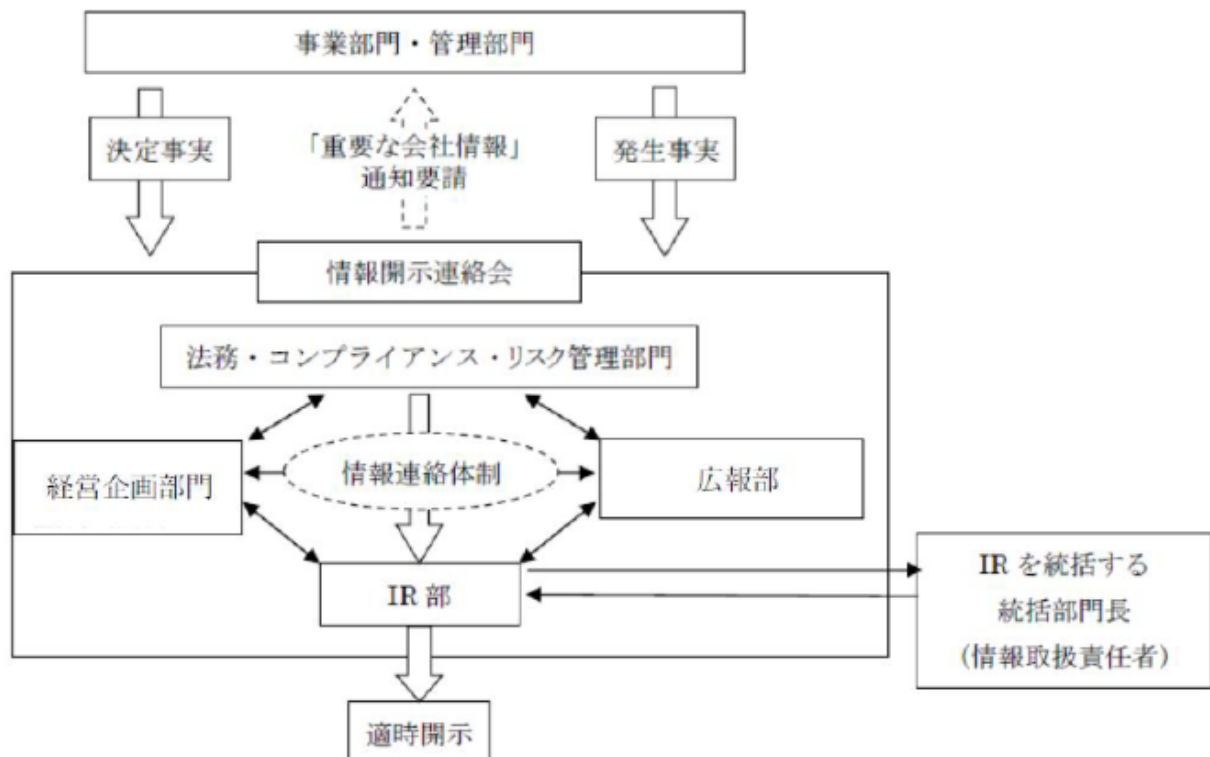 事業部門・管理部門
決定事実
「重要な会社情報」
通知要請
発生事実
情報開示連絡会
法務・コンプライアンス・リスク管理部門
経営企画部門
情報連絡体制
広報部
IR 部
IR を統括する
統括部門長
(情報取扱責任者)
適時開示